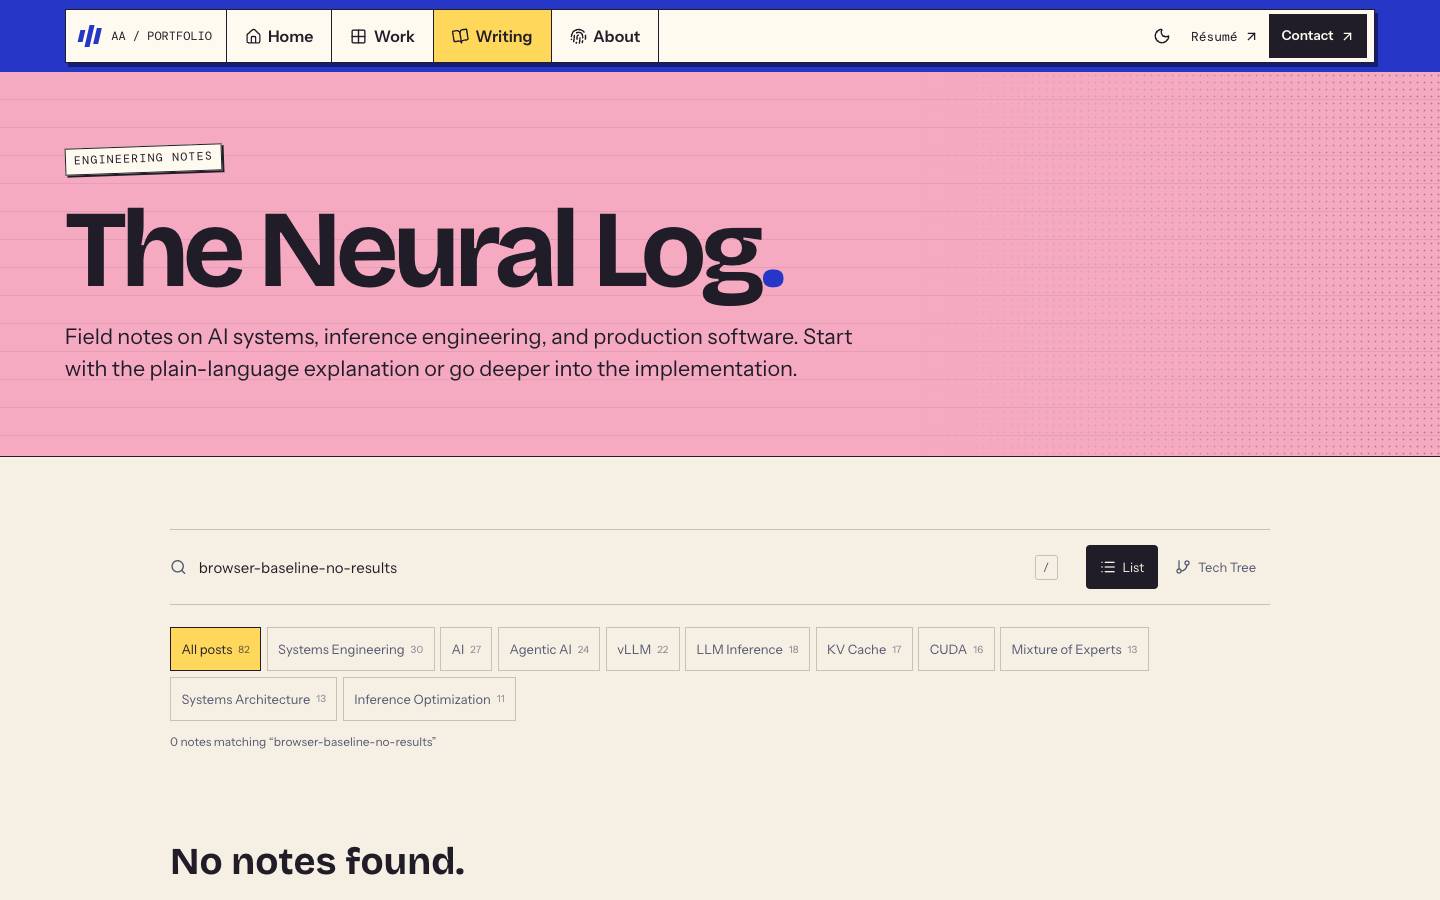 AA / PORTFOLIO
Home
Work
Writing
About
Résumé
Contact
ENGINEERING NOTES
The Neural Log.
Field notes on AI systems, inference engineering, and production software. Start
with the plain-language explanation or go deeper into the implementation.
browser-baseline-no-results
/
List
Tech Tree
All posts 82
Systems Engineering 30
AI 27
Agentic AI 24
vLLM 22
LLM Inference 18
KV Cache 17
CUDA 16
Mixture of Experts 13
Systems Architecture 13
Inference Optimization 11
0 notes matching “browser-baseline-no-results”
No notes found.